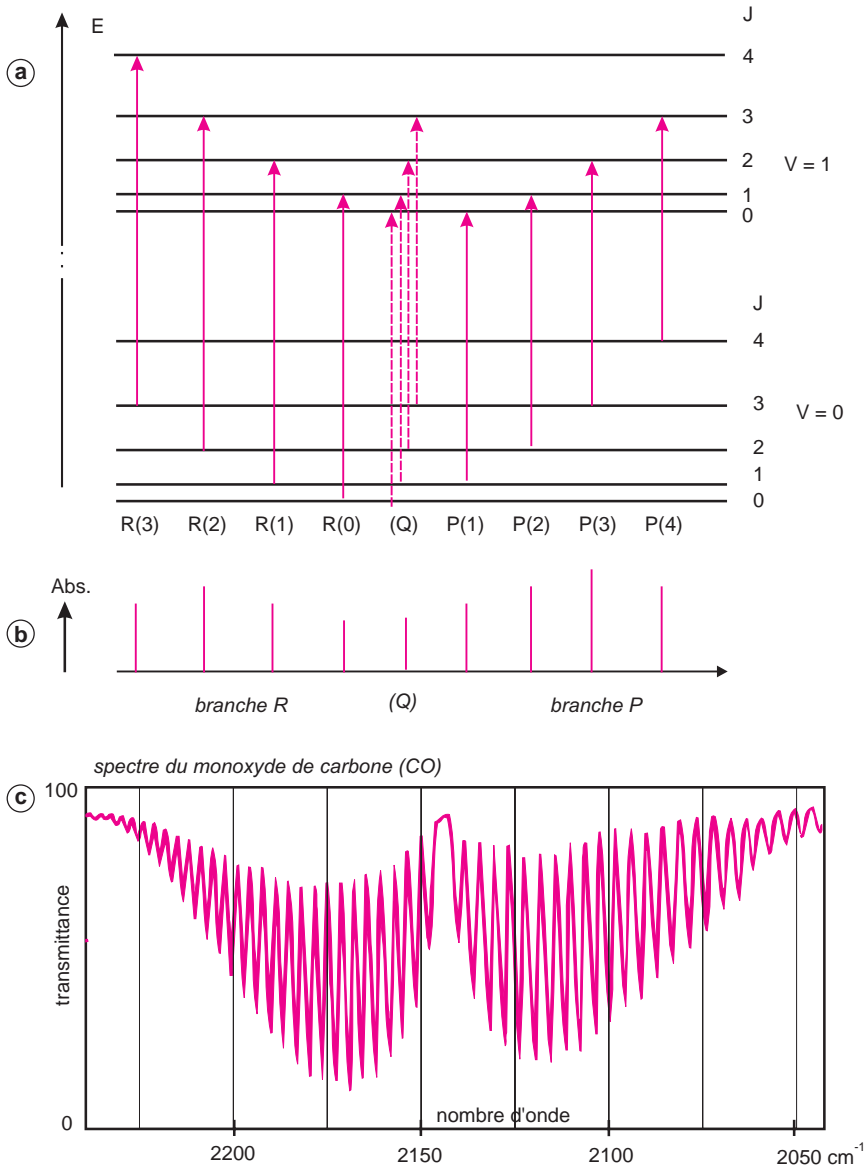 E
J
a
4
3
2
V = 1
1
0
J
4
3
V = 0
2
1
0
R(3) R(2) R(1) R(0) (Q) P(1) P(2) P(3) P(4)
Abs.
b
branche R (Q) branche P
spectre du monoxyde de carbone (CO)
c
100
transmittance
0
nombre d'onde
2200 2150 2100 2050 cm⁻¹